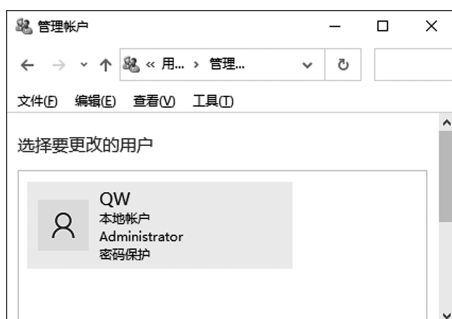 管理帐户
« 用... › 管理...
文件(F) 编辑(E) 查看(V) 工具(T)
选择要更改的用户
QW
本地帐户
Administrator
密码保护